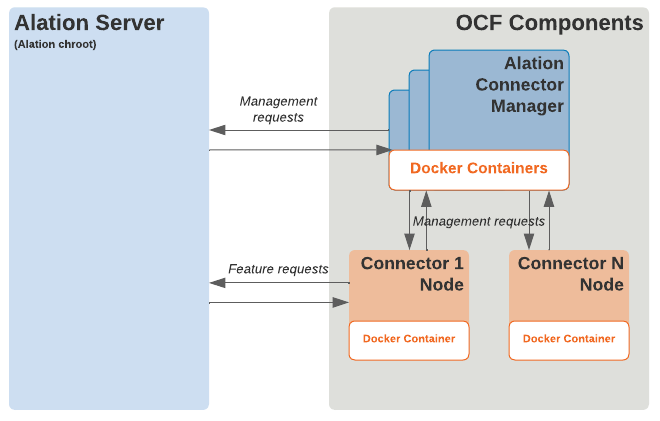 Alation Server
(Alation chroot)
OCF Components
Alation
Connector
Manager
Management
requests
Docker Containers
Management requests
Feature requests
Connector 1
Node
Connector N
Node
Docker Container
Docker Container